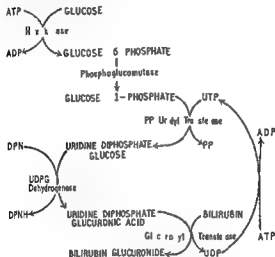 ATP GLUCOSE
ADP GLUCOSE 6 PHOSPHATE
Phosphoglucomutase
GLUCOSE 1-PHOSPHATE UTP
PP ADP
DPN URIDINE DIPHOSPHATE
GLUCOSE PP
UDPG
Dehydrogenase
DPNH URIDINE DIPHOSPHATE BILIRUBIN
GLUCURONIC ACID
ATP
BILIRUBIN GLUCURONIDE UDP